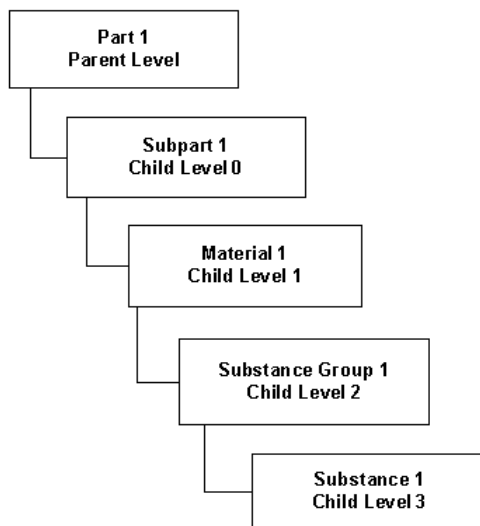 Part 1
Parent Level
Subpart 1
Child Level 0
Material 1
Child Level 1
Substance Group 1
Child Level 2
Substance 1
Child Level 3